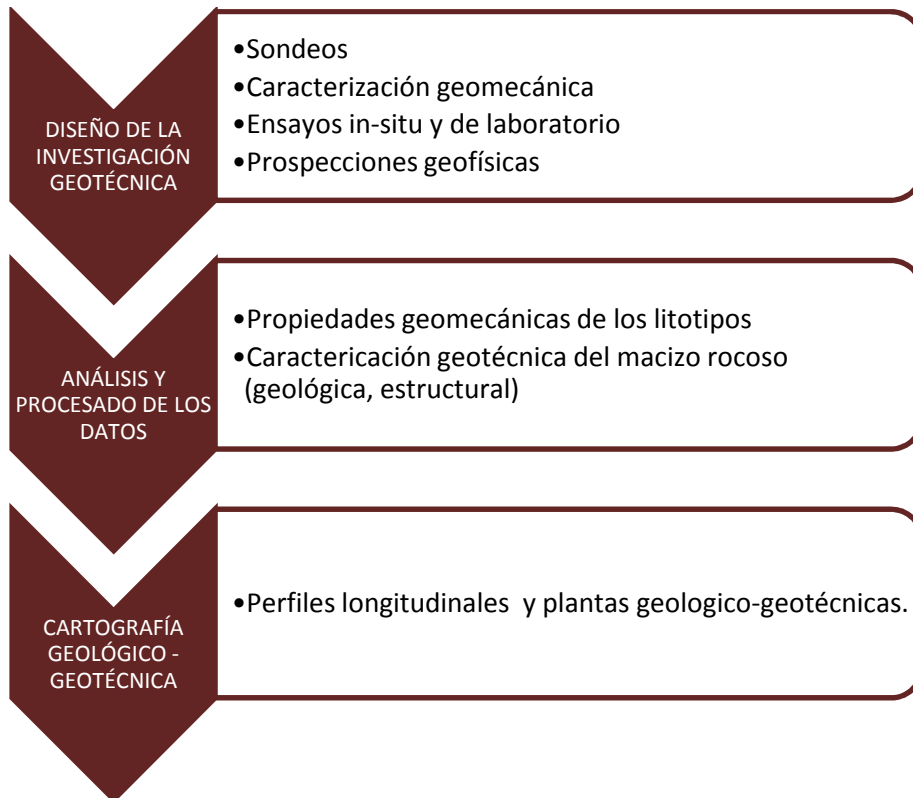 DISEÑO DE LA
INVESTIGACIÓN
GEOTÉCNICA
•Sondeos
•Caracterización geomecánica
•Ensayos in-situ y de laboratorio
•Prospecciones geofísicas
ANÁLISIS Y
PROCESADO DE LOS
DATOS
•Propiedades geomecánicas de los litotipos
•Caractericación geotécnica del macizo rocoso
(geológica, estructural)
CARTOGRAFÍA
GEOLÓGICO -
GEOTÉCNICA
•Perfiles longitudinales y plantas geologico-geotécnicas.